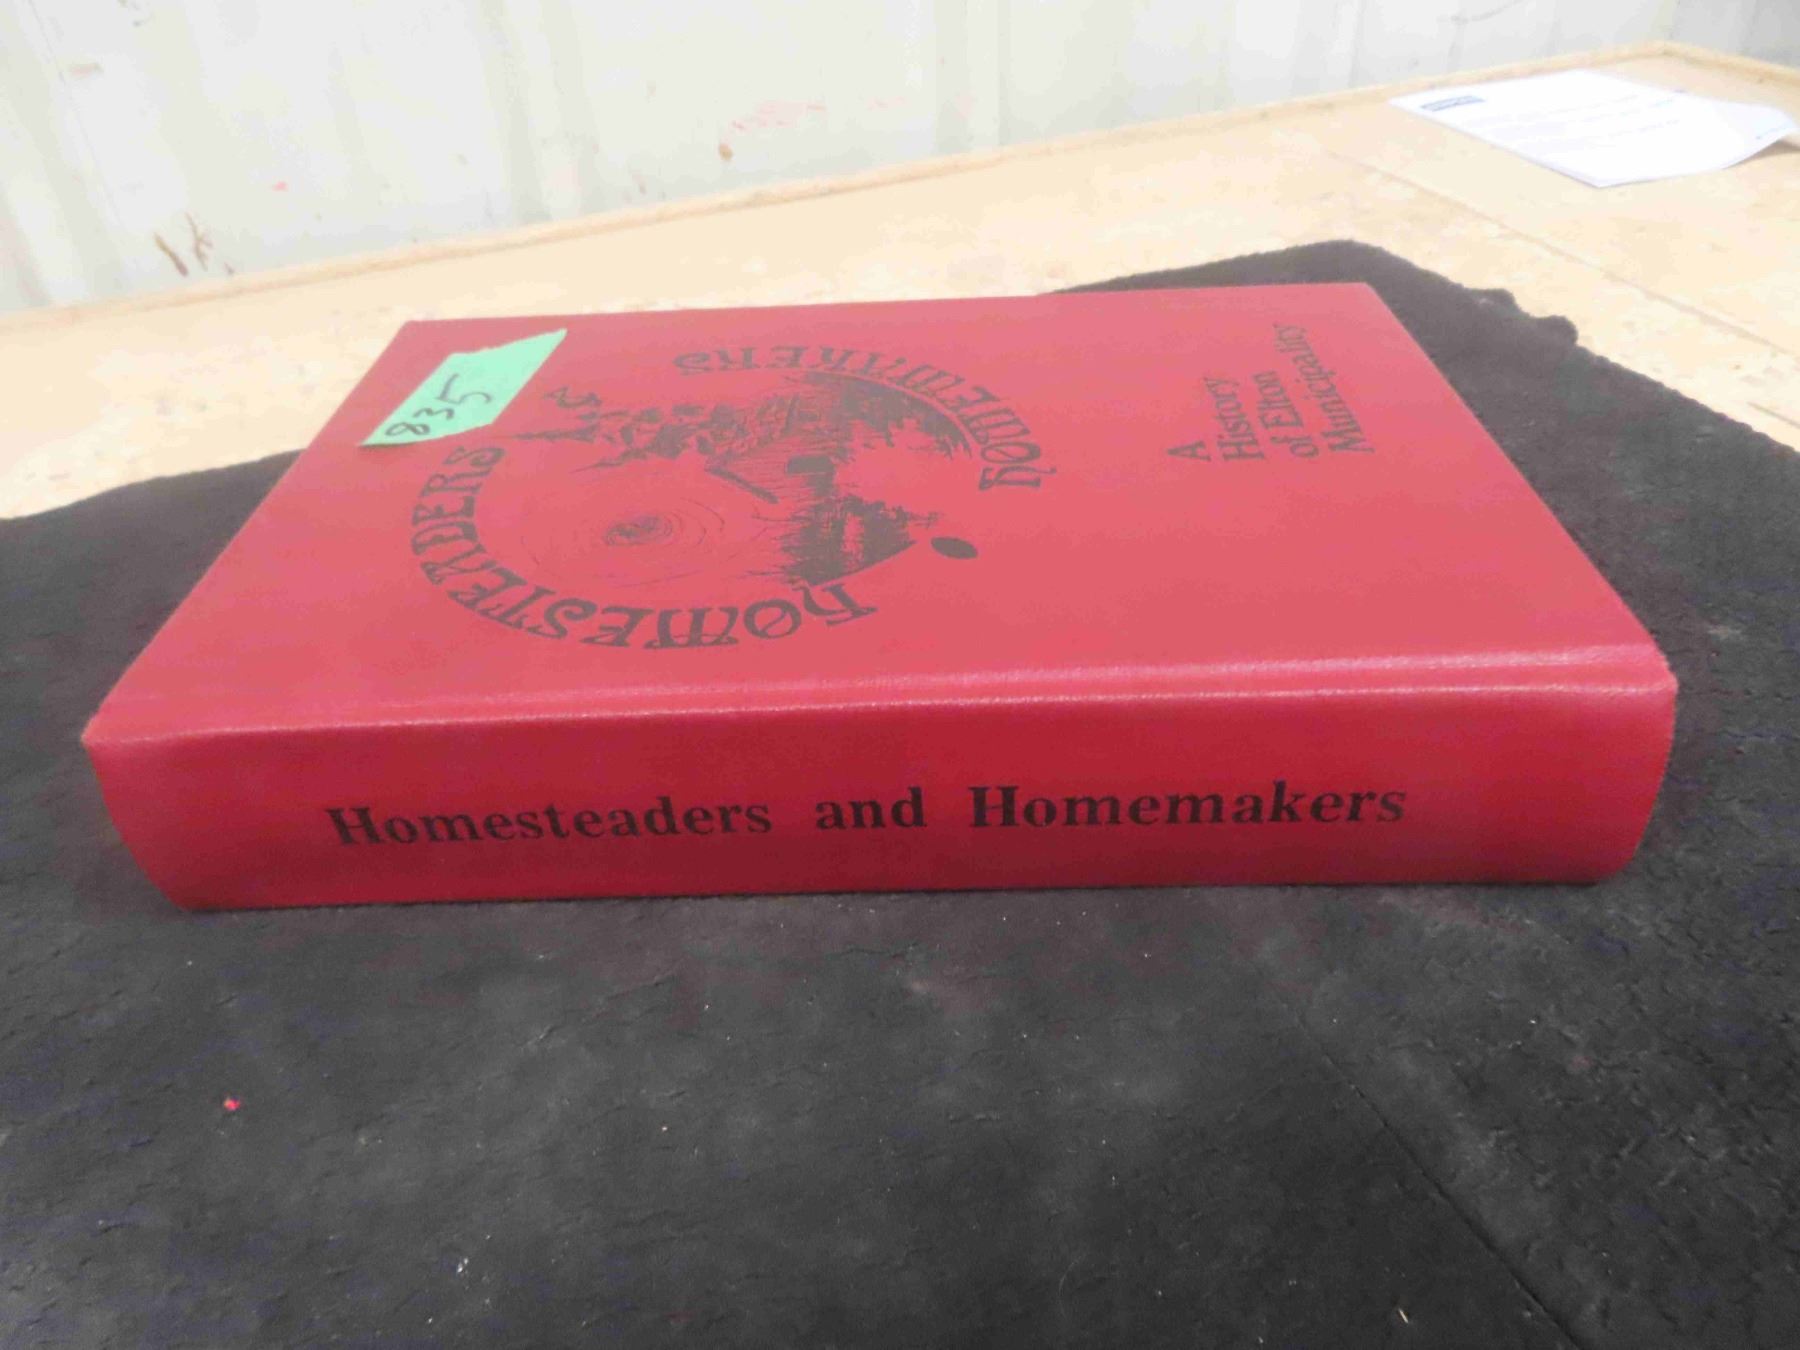 835
HOMESTEADERS
&
HOMEMAKERS
A
History
of Elton
Municipality
Homesteaders and Homemakers